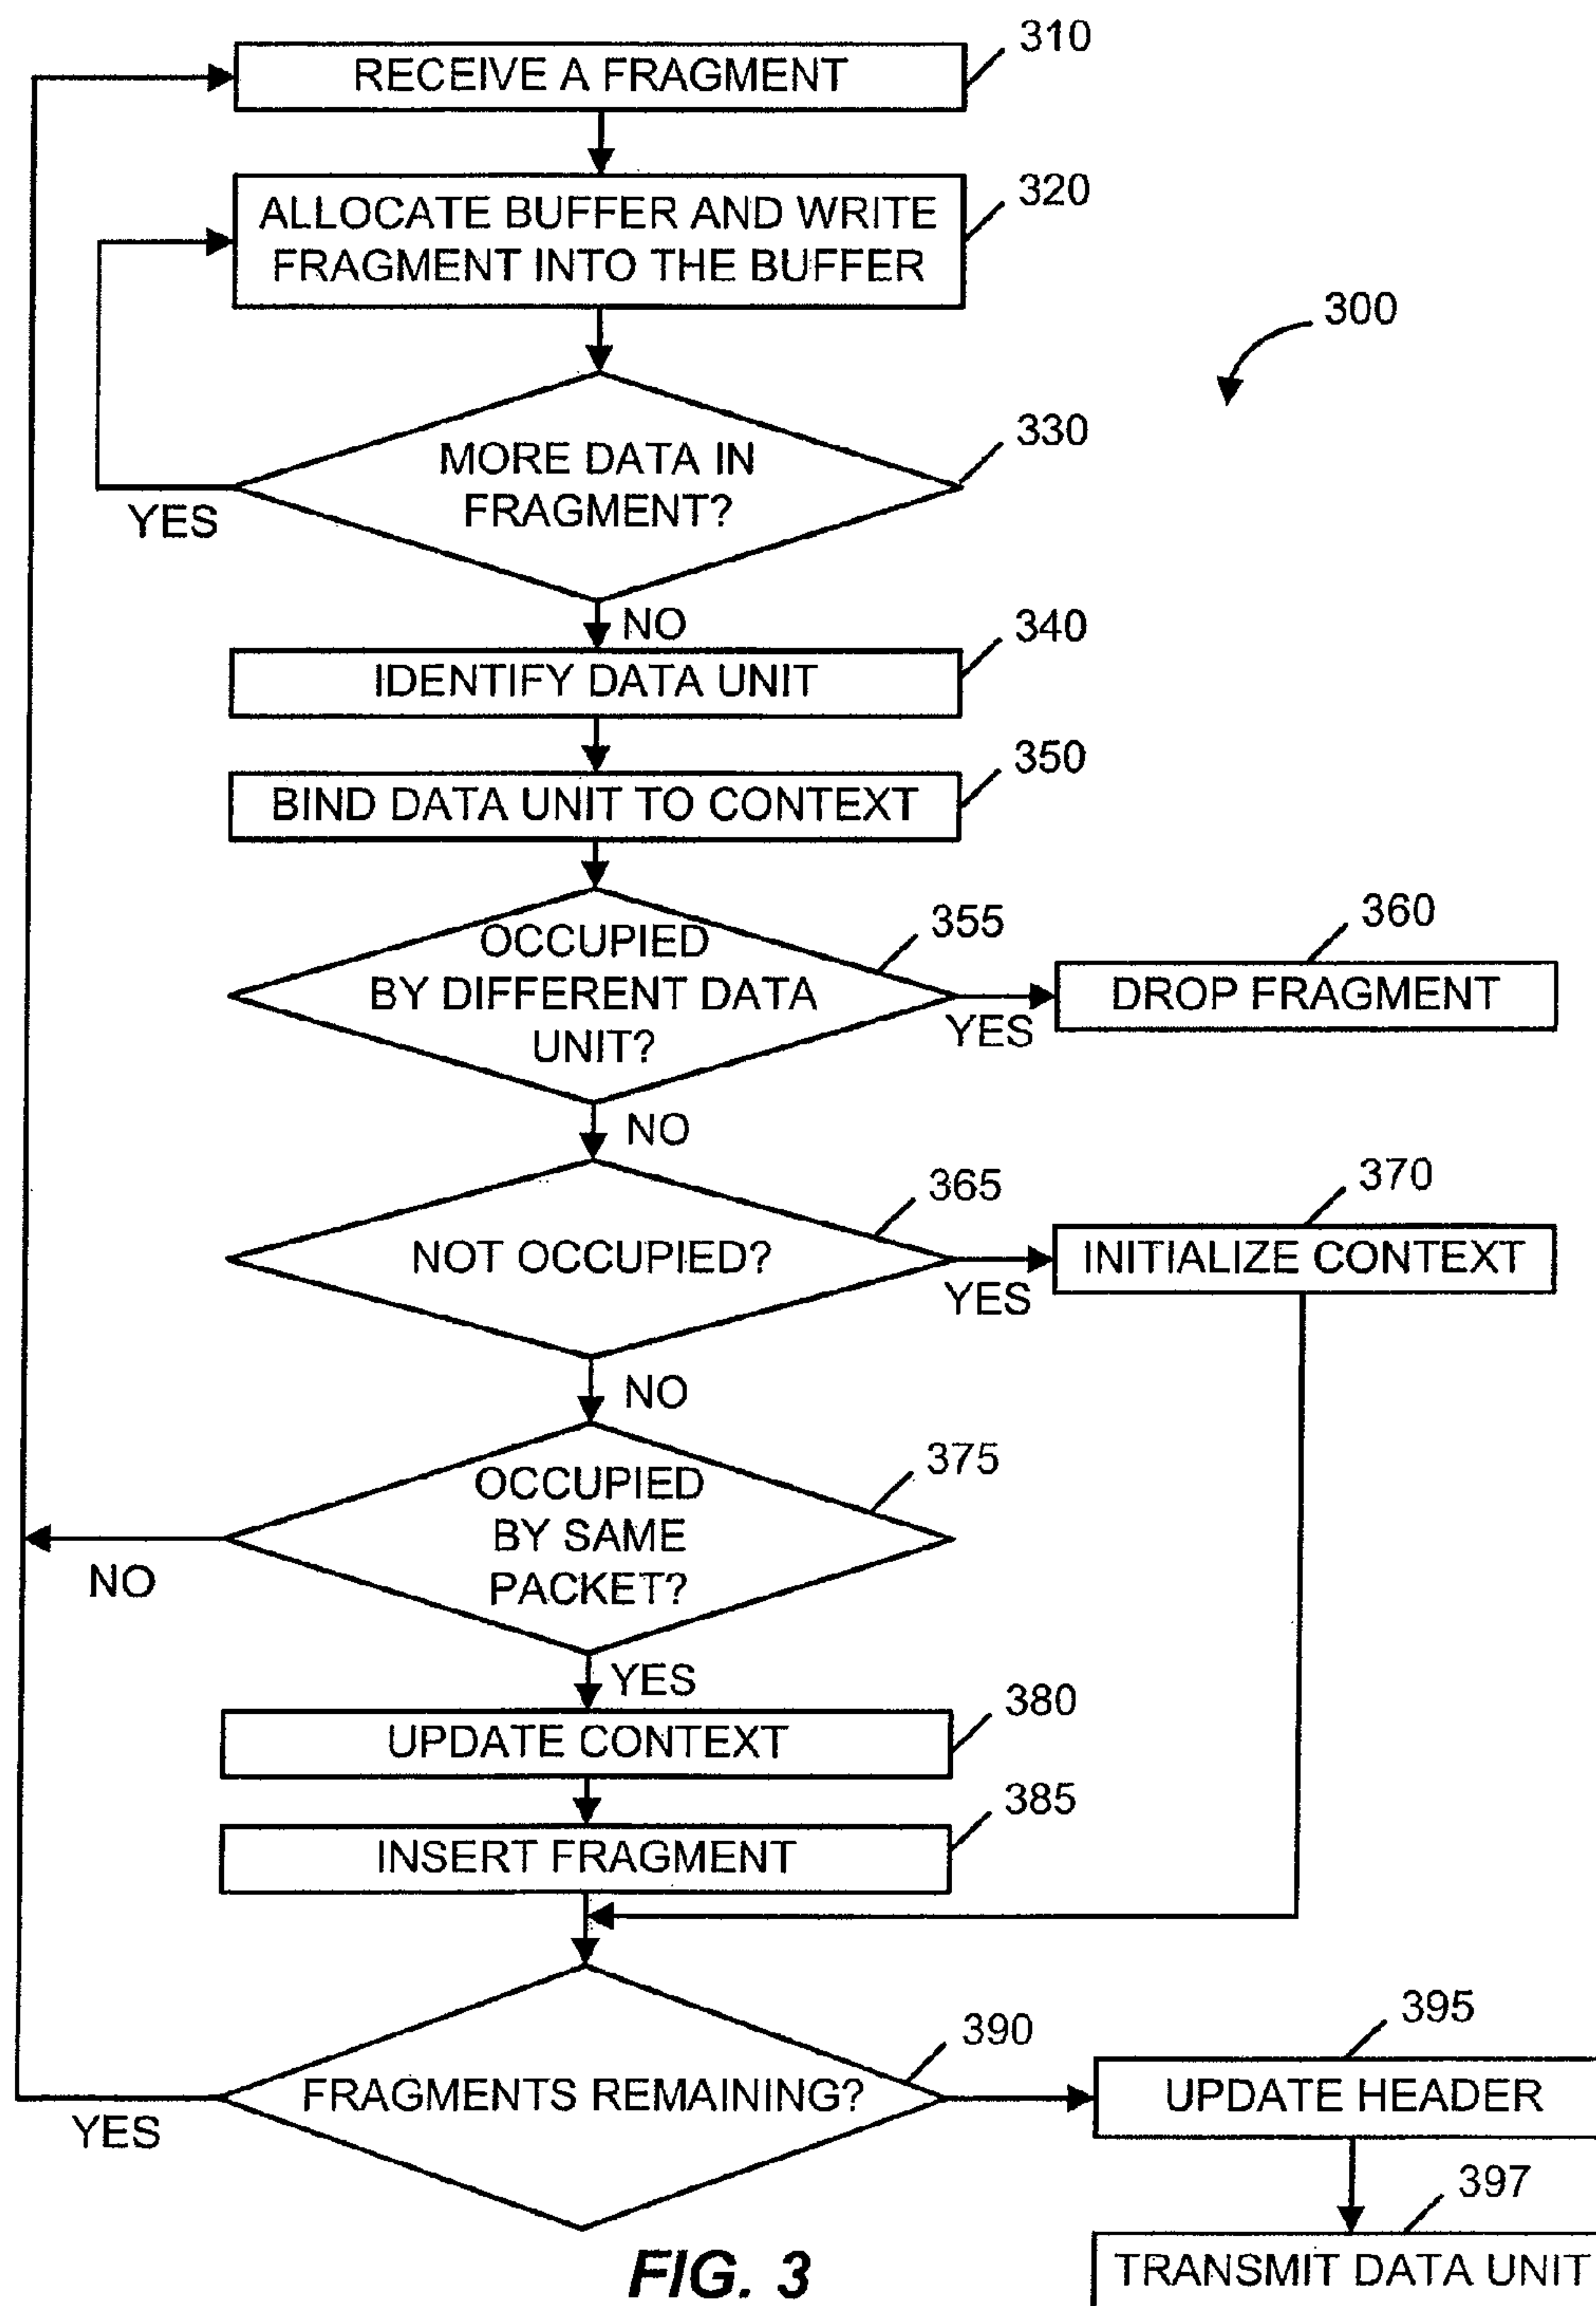 310
RECEIVE A FRAGMENT
320
ALLOCATE BUFFER AND WRITE
FRAGMENT INTO THE BUFFER
300
330
MORE DATA IN
FRAGMENT?
YES
NO
340
IDENTIFY DATA UNIT
350
BIND DATA UNIT TO CONTEXT
355
OCCUPIED
BY DIFFERENT DATA
UNIT?
YES
360
DROP FRAGMENT
NO
365
NOT OCCUPIED?
YES
370
INITIALIZE CONTEXT
NO
375
OCCUPIED
BY SAME
PACKET?
NO
YES
380
UPDATE CONTEXT
385
INSERT FRAGMENT
390
FRAGMENTS REMAINING?
YES
395
UPDATE HEADER
397
TRANSMIT DATA UNIT
FIG. 3